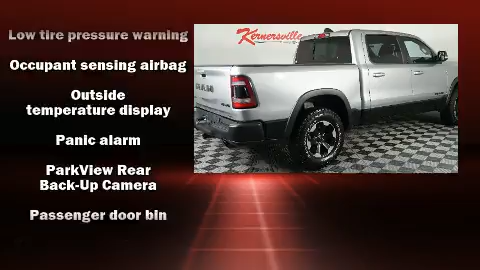 Low tire pressure warning
Occupant sensing airbag
Outside
temperature display
Panic alarm
ParkView Rear
Back-Up Camera
Passenger door bin
Kernersville
RAM